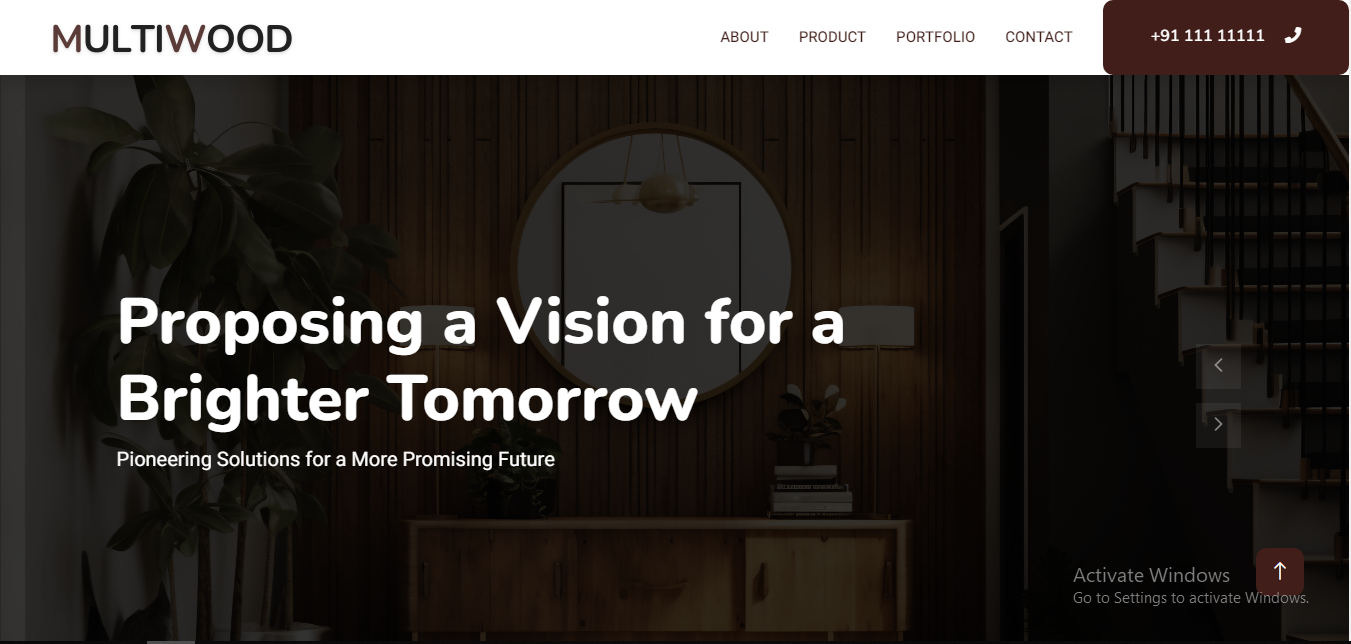 MULTIWOOD
ABOUT PRODUCT PORTFOLIO CONTACT +91 111 11111
Proposing a Vision for a
Brighter Tomorrow
Pioneering Solutions for a More Promising Future
Activate Windows
Go to Settings to activate Windows.